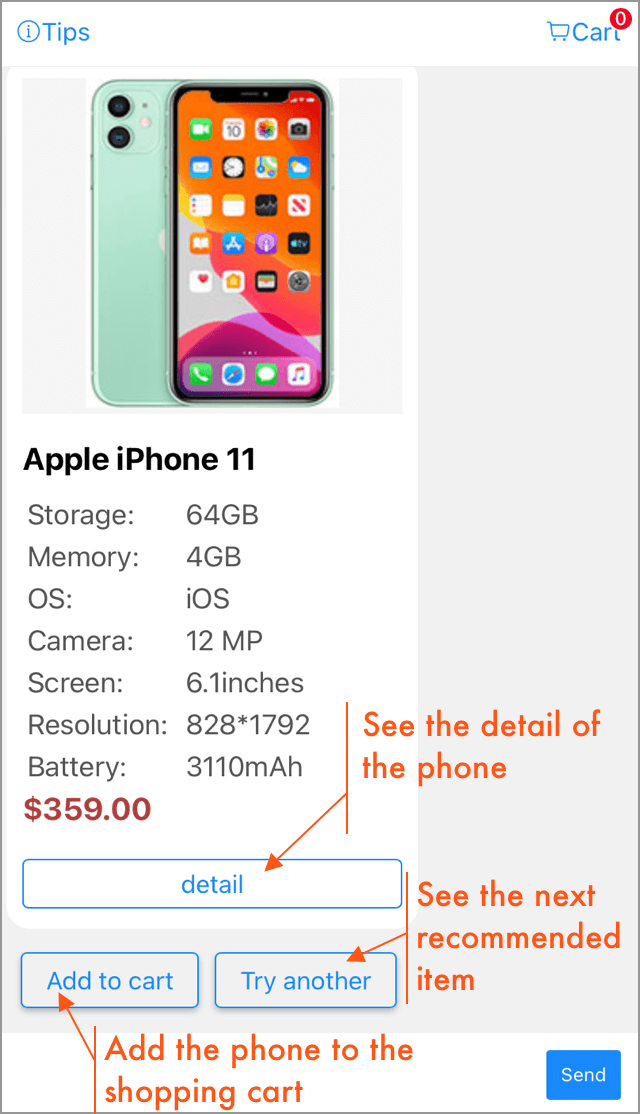 Tips
Cart
0
10
Apple iPhone 11
Storage: 64GB
Memory: 4GB
OS: iOS
Camera: 12 MP
Screen: 6.1inches
Resolution: 828*1792
Battery: 3110mAh
$359.00
See the detail of
the phone
detail
See the next
recommended
item
Add to cart
Try another
Add the phone to the
shopping cart
Send